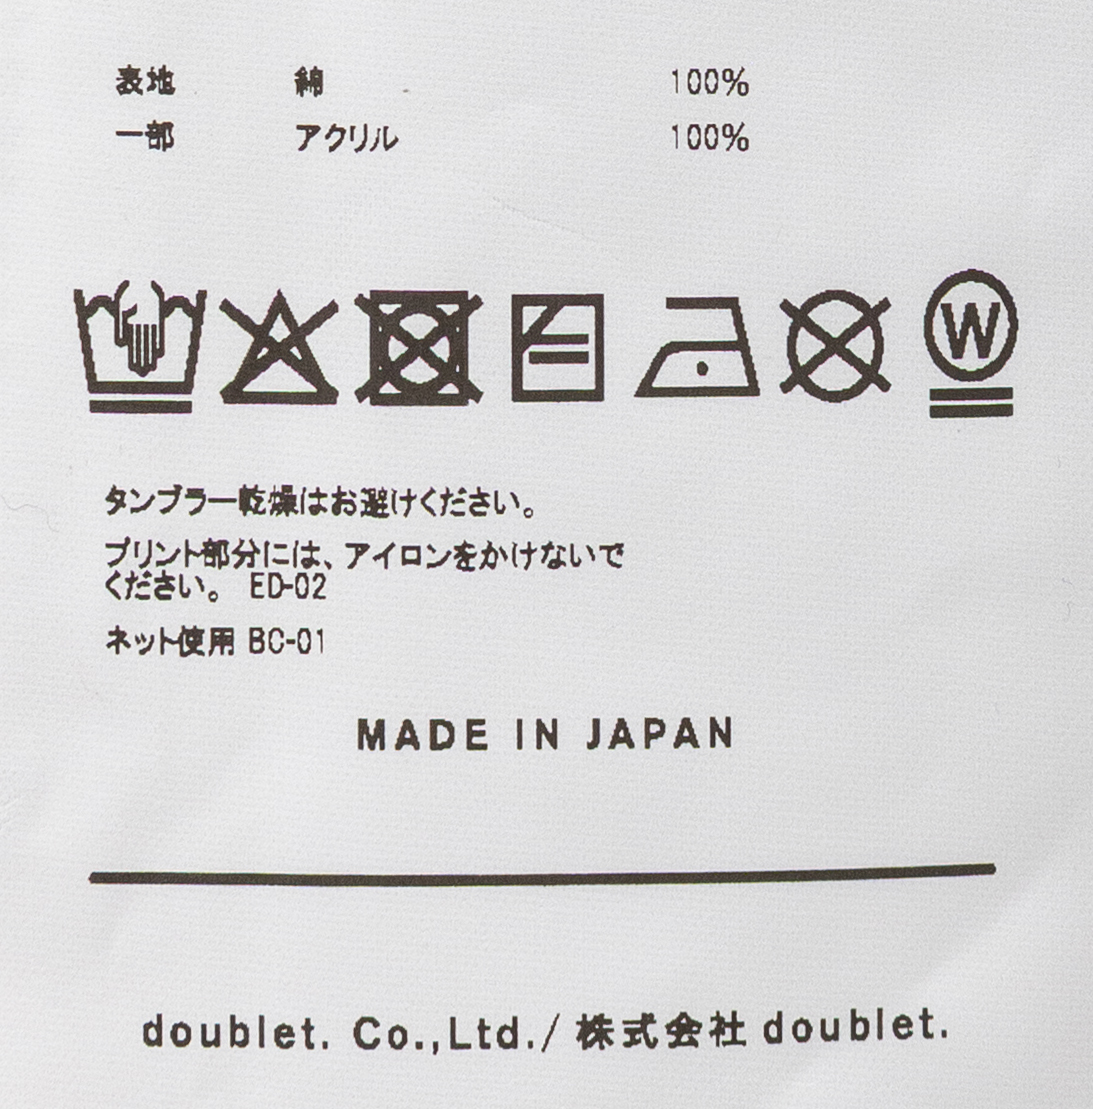 表地 綿 100%
一部 アクリル 100%
W
タンブラー乾燥はお避けください。
プリント部分には、アイロンをかけないで
ください。 ED-02
ネット使用 BC-01
MADE IN JAPAN
doublet. Co.,Ltd./ 株式会社 doublet.